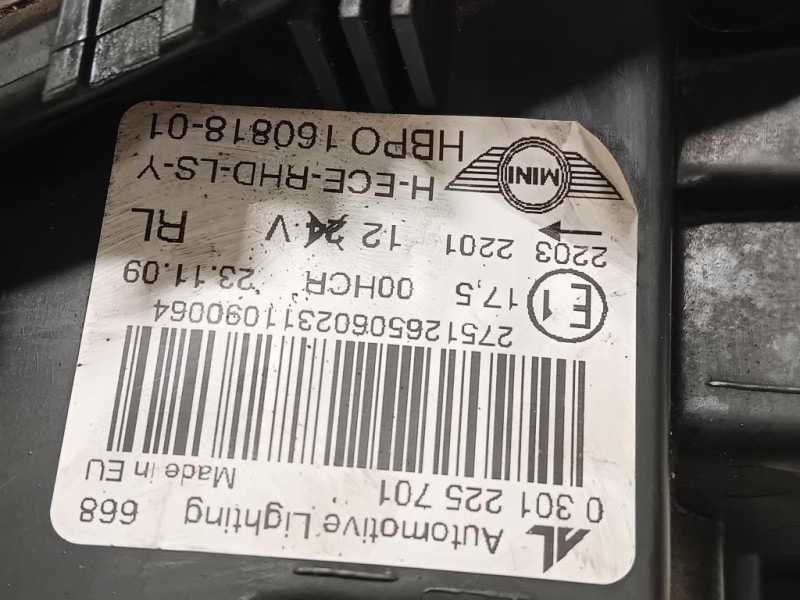 AL Automotive Lighting 668
0 301 225 701 Made in EU
27512650602311090064
E1 17,5 00HCR 23.11.09
2203 2201 12 24 V RL
MINI H-ECE-RHD-LS-Y
HBPO 160818-01